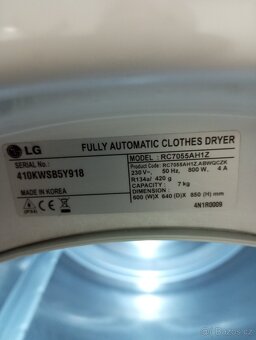 LG
FULLY AUTOMATIC CLOTHES DRYER
SERIAL No :
410KWSB5Y918
MADE IN KOREA
MODEL : RC7055AH1Z
PRODUCT CODE : RC7055AH1Z.ABWQCZK
230 V~, 50 Hz, 800 W, 4 A
R134a/ 420 g
CAPACITY : 7 kg
DIMENSION :
600 (W)X 640 (D)X 850 (H) mm
4N1R0009
bazos.cz